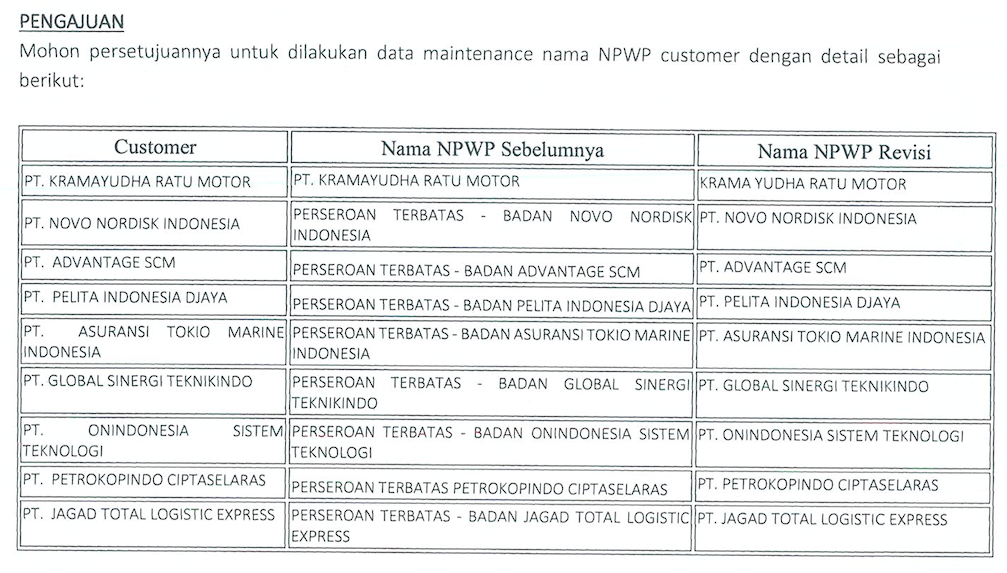 PENGAJUAN
Mohon persetujuannya untuk dilakukan data maintenance nama NPWP customer dengan detail sebagai
berikut:
Customer
Nama NPWP Sebelumnya
Nama NPWP Revisi
PT. KRAMAYUDHA RATU MOTOR
PT. KRAMAYUDHA RATU MOTOR
KRAMA YUDHA RATU MOTOR
PT. NOVO NORDISK INDONESIA
PERSEROAN TERBATAS - BADAN NOVO NORDISK
INDONESIA
PT. NOVO NORDISK INDONESIA
PT. ADVANTAGE SCM
PERSEROAN TERBATAS - BADAN ADVANTAGE SCM
PT. ADVANTAGE SCM
PT. PELITA INDONESIA DJAYA
PERSEROAN TERBATAS - BADAN PELITA INDONESIA DJAYA
PT. PELITA INDONESIA DJAYA
PT. ASURANSI TOKIO MARINE
INDONESIA
PERSEROAN TERBATAS - BADAN ASURANSI TOKIO MARINE
INDONESIA
PT. ASURANSI TOKIO MARINE INDONESIA
PT. GLOBAL SINERGI TEKNIKINDO
PERSEROAN TERBATAS - BADAN GLOBAL SINERGI
TEKNIKINDO
PT. GLOBAL SINERGI TEKNIKINDO
PT. ONINDONESIA SISTEM
TEKNOLOGI
PERSEROAN TERBATAS - BADAN ONINDONESIA SISTEM
TEKNOLOGI
PT. ONINDONESIA SISTEM TEKNOLOGI
PT. PETROKOPINDO CIPTASELARAS
PERSEROAN TERBATAS PETROKOPINDO CIPTASELARAS
PT. PETROKOPINDO CIPTASELARAS
PT. JAGAD TOTAL LOGISTIC EXPRESS
PERSEROAN TERBATAS - BADAN JAGAD TOTAL LOGISTIC
EXPRESS
PT. JAGAD TOTAL LOGISTIC EXPRESS